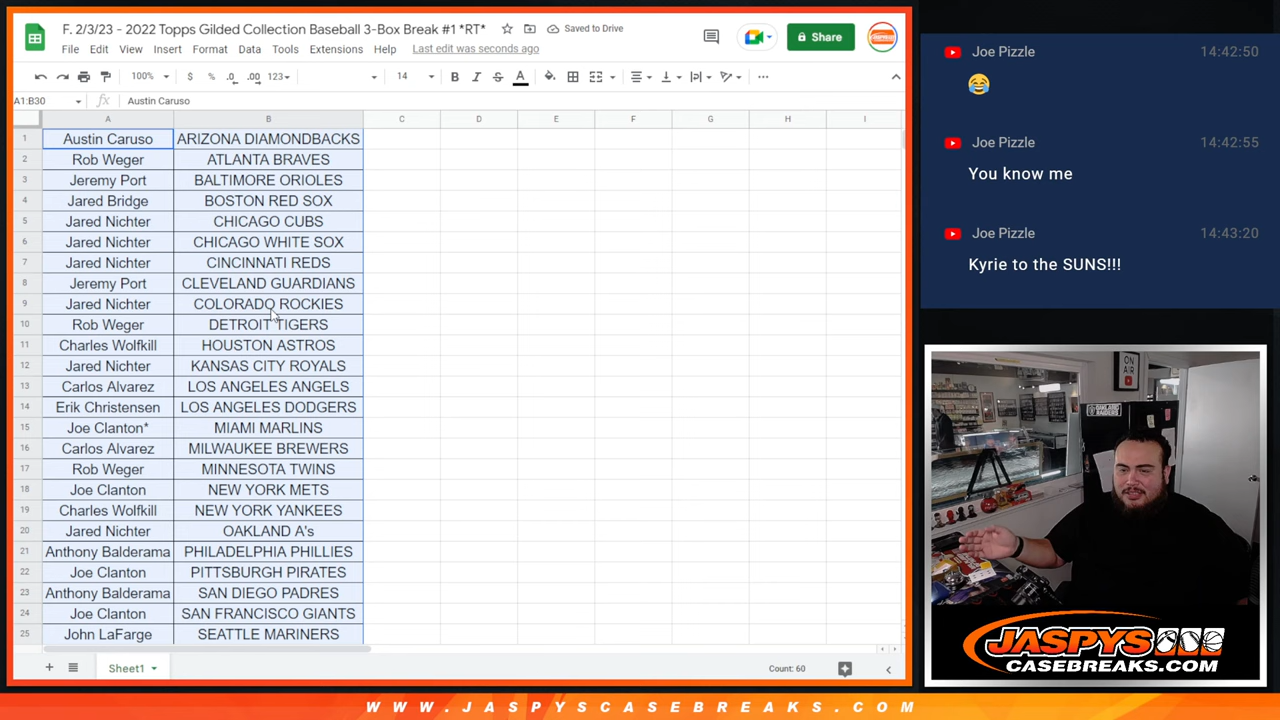 F. 2/3/23 - 2022 Topps Gilded Collection Baseball 3-Box Break #1 *RT*
Saved to Drive
File Edit View Insert Format Data Tools Extensions Help Last edit was seconds ago
Share
100% $ % .0 .00 123 14 B I S A
A1:B30 fx Austin Caruso
A B C D E F G H I
1 Austin Caruso ARIZONA DIAMONDBACKS
2 Rob Weger ATLANTA BRAVES
3 Jeremy Port BALTIMORE ORIOLES
4 Jared Bridge BOSTON RED SOX
5 Jared Nichter CHICAGO CUBS
6 Jared Nichter CHICAGO WHITE SOX
7 Jared Nichter CINCINNATI REDS
8 Jeremy Port CLEVELAND GUARDIANS
9 Jared Nichter COLORADO ROCKIES
10 Rob Weger DETROIT TIGERS
11 Charles Wolfkill HOUSTON ASTROS
12 Jared Nichter KANSAS CITY ROYALS
13 Carlos Alvarez LOS ANGELES ANGELS
14 Erik Christensen LOS ANGELES DODGERS
15 Joe Clanton* MIAMI MARLINS
16 Carlos Alvarez MILWAUKEE BREWERS
17 Rob Weger MINNESOTA TWINS
18 Joe Clanton NEW YORK METS
19 Charles Wolfkill NEW YORK YANKEES
20 Jared Nichter OAKLAND A's
21 Anthony Balderama PHILADELPHIA PHILLIES
22 Joe Clanton PITTSBURGH PIRATES
23 Anthony Balderama SAN DIEGO PADRES
24 Joe Clanton SAN FRANCISCO GIANTS
25 John LaFarge SEATTLE MARINERS
Sheet1
Count: 60
Joe Pizzle 14:42:50
😂
Joe Pizzle 14:42:55
You know me
Joe Pizzle 14:43:20
Kyrie to the SUNS!!!
ON
AIR
JASPYS
CASEBREAKS.COM
WWW.JASPYSCASEBREAKS.COM